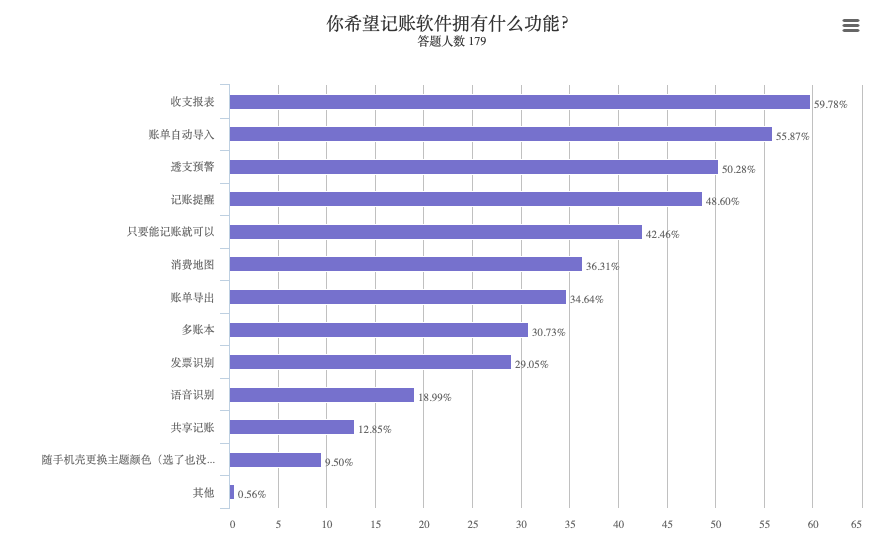 你希望记账软件拥有什么功能?
答题人数 179
收支报表
59.78%
账单自动导入
55.87%
透支预警
50.28%
记账提醒
48.60%
只要能记账就可以
42.46%
消费地图
36.31%
账单导出
34.64%
多账本
30.73%
发票识别
29.05%
语音识别
18.99%
共享记账
12.85%
随手机壳更换主题颜色（选了也没...
9.50%
其他
0.56%
0 5 10 15 20 25 30 35 40 45 50 55 60 65